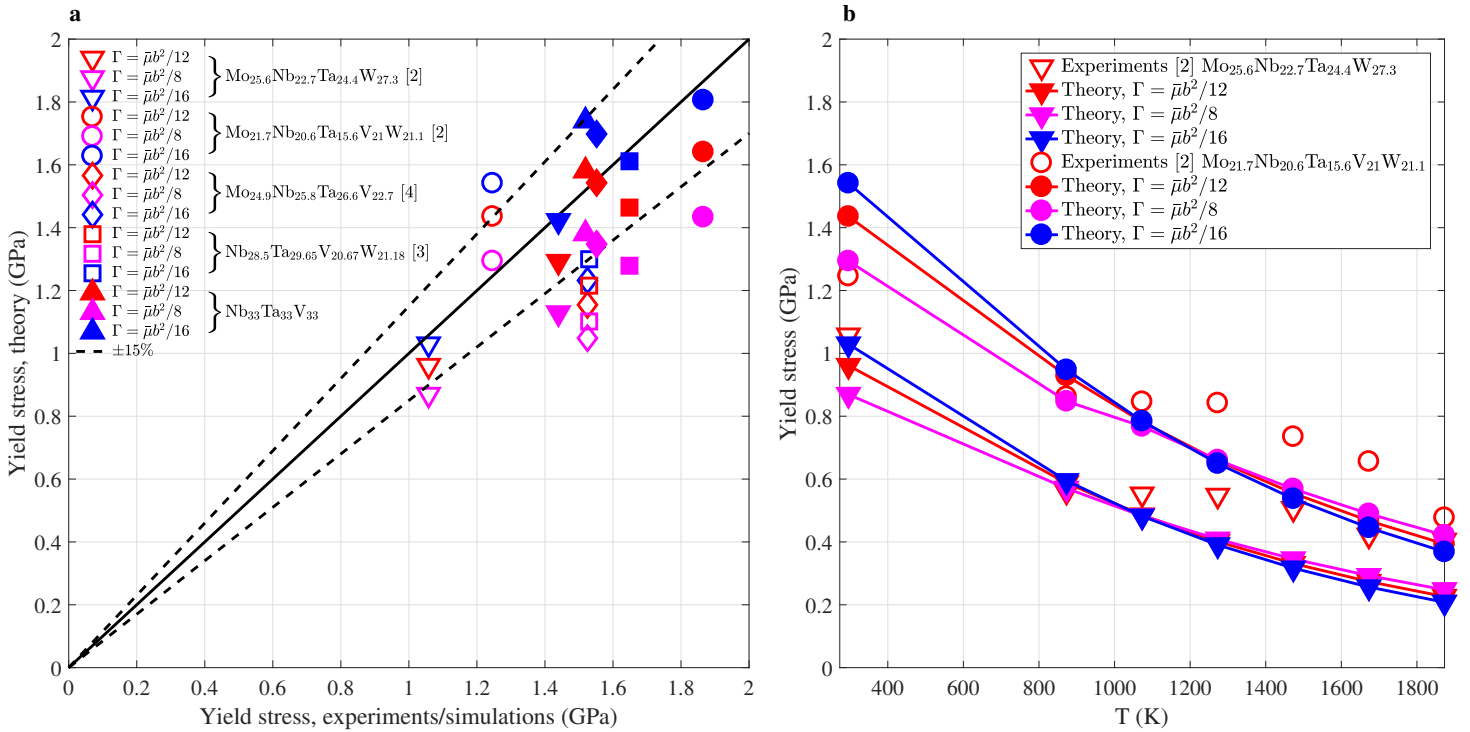 a
Yield stress, theory (GPa)
2
1.8
1.6
1.4
1.2
1
0.8
0.6
0.4
0.2
0
Γ = μ̄b²/12
Γ = μ̄b²/8
Γ = μ̄b²/16
} Mo₂₅.₆Nb₂₂.₇Ta₂₄.₄W₂₇.₃ [2]
Γ = μ̄b²/12
Γ = μ̄b²/8
Γ = μ̄b²/16
} Mo₂₁.₇Nb₂₀.₆Ta₁₅.₆V₂₁W₂₁.₁ [2]
Γ = μ̄b²/12
Γ = μ̄b²/8
Γ = μ̄b²/16
} Mo₂₄.₉Nb₂₅.₈Ta₂₆.₆V₂₂.₇ [4]
Γ = μ̄b²/12
Γ = μ̄b²/8
Γ = μ̄b²/16
} Nb₂₈.₅Ta₂₉.₆₅V₂₀.₆₇W₂₁.₁₈ [3]
Γ = μ̄b²/12
Γ = μ̄b²/8
Γ = μ̄b²/16
} Nb₃₃Ta₃₃V₃₃
±15%
0 0.2 0.4 0.6 0.8 1 1.2 1.4 1.6 1.8 2
Yield stress, experiments/simulations (GPa)
b
Yield stress (GPa)
2
1.8
1.6
1.4
1.2
1
0.8
0.6
0.4
0.2
0
Experiments [2] Mo₂₅.₆Nb₂₂.₇Ta₂₄.₄W₂₇.₃
Theory, Γ = μ̄b²/12
Theory, Γ = μ̄b²/8
Theory, Γ = μ̄b²/16
Experiments [2] Mo₂₁.₇Nb₂₀.₆Ta₁₅.₆V₂₁W₂₁.₁
Theory, Γ = μ̄b²/12
Theory, Γ = μ̄b²/8
Theory, Γ = μ̄b²/16
400 600 800 1000 1200 1400 1600 1800
T (K)